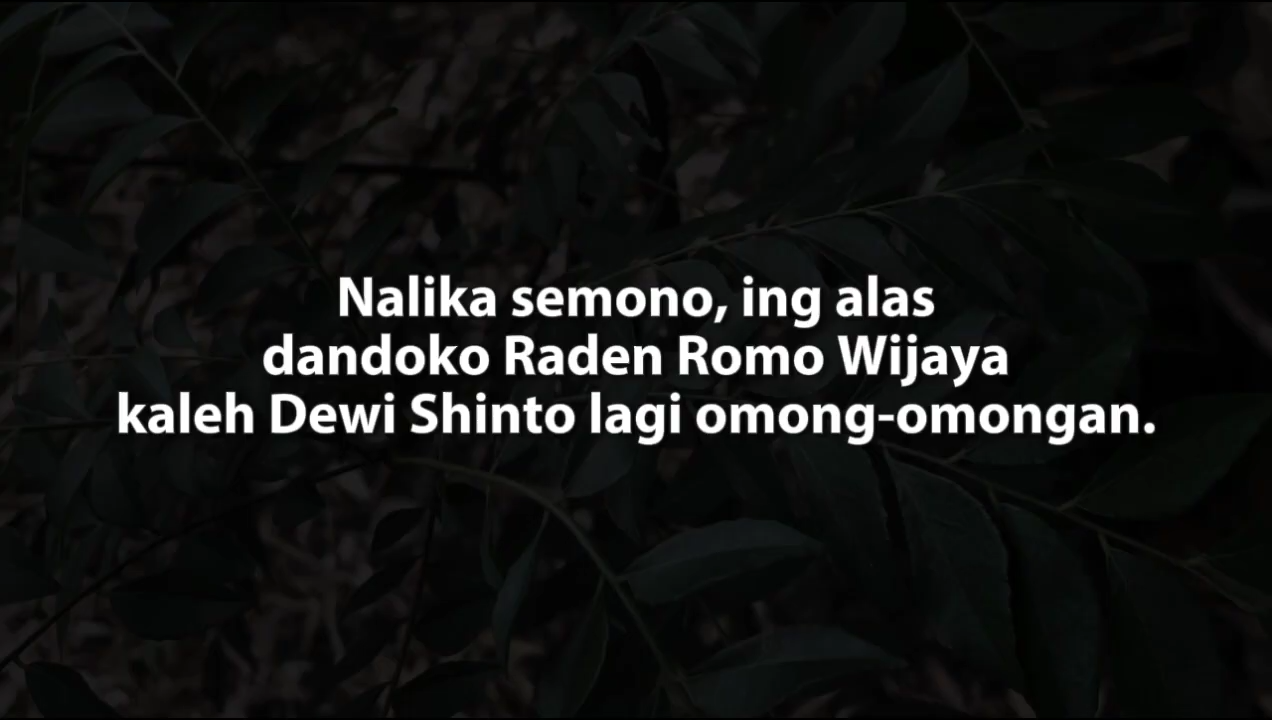 Nalika semono, ing alas
dandoko Raden Romo Wijaya
kaleh Dewi Shinto lagi omong-omongan.